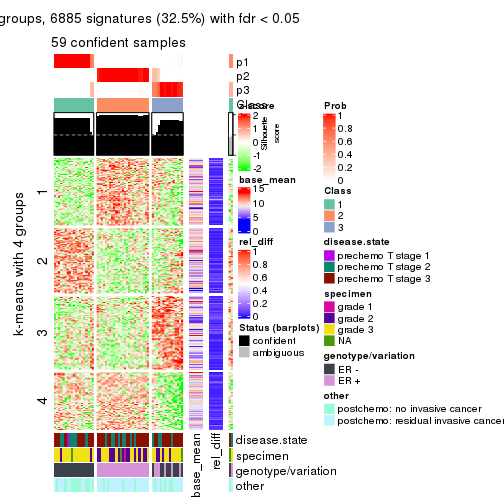 groups, 6885 signatures (32.5%) with fdr < 0.05
59 confident samples
p1
p2
p3
Class
Silhouette
score
k-means with 4 groups
1
2
3
4
disease.state
specimen
genotype/variation
other
base_mean
rel_diff
z-score
2
1
0
-1
-2
base_mean
15
10
5
0
rel_diff
1
0.8
0.6
0.4
0.2
0
Status (barplots)
confident
ambiguous
Prob
1
0.8
0.6
0.4
0.2
0
Class
1
2
3
disease.state
prechemo T stage 1
prechemo T stage 2
prechemo T stage 3
specimen
grade 1
grade 2
grade 3
NA
genotype/variation
ER -
ER +
other
postchemo: no invasive cancer
postchemo: residual invasive cancer